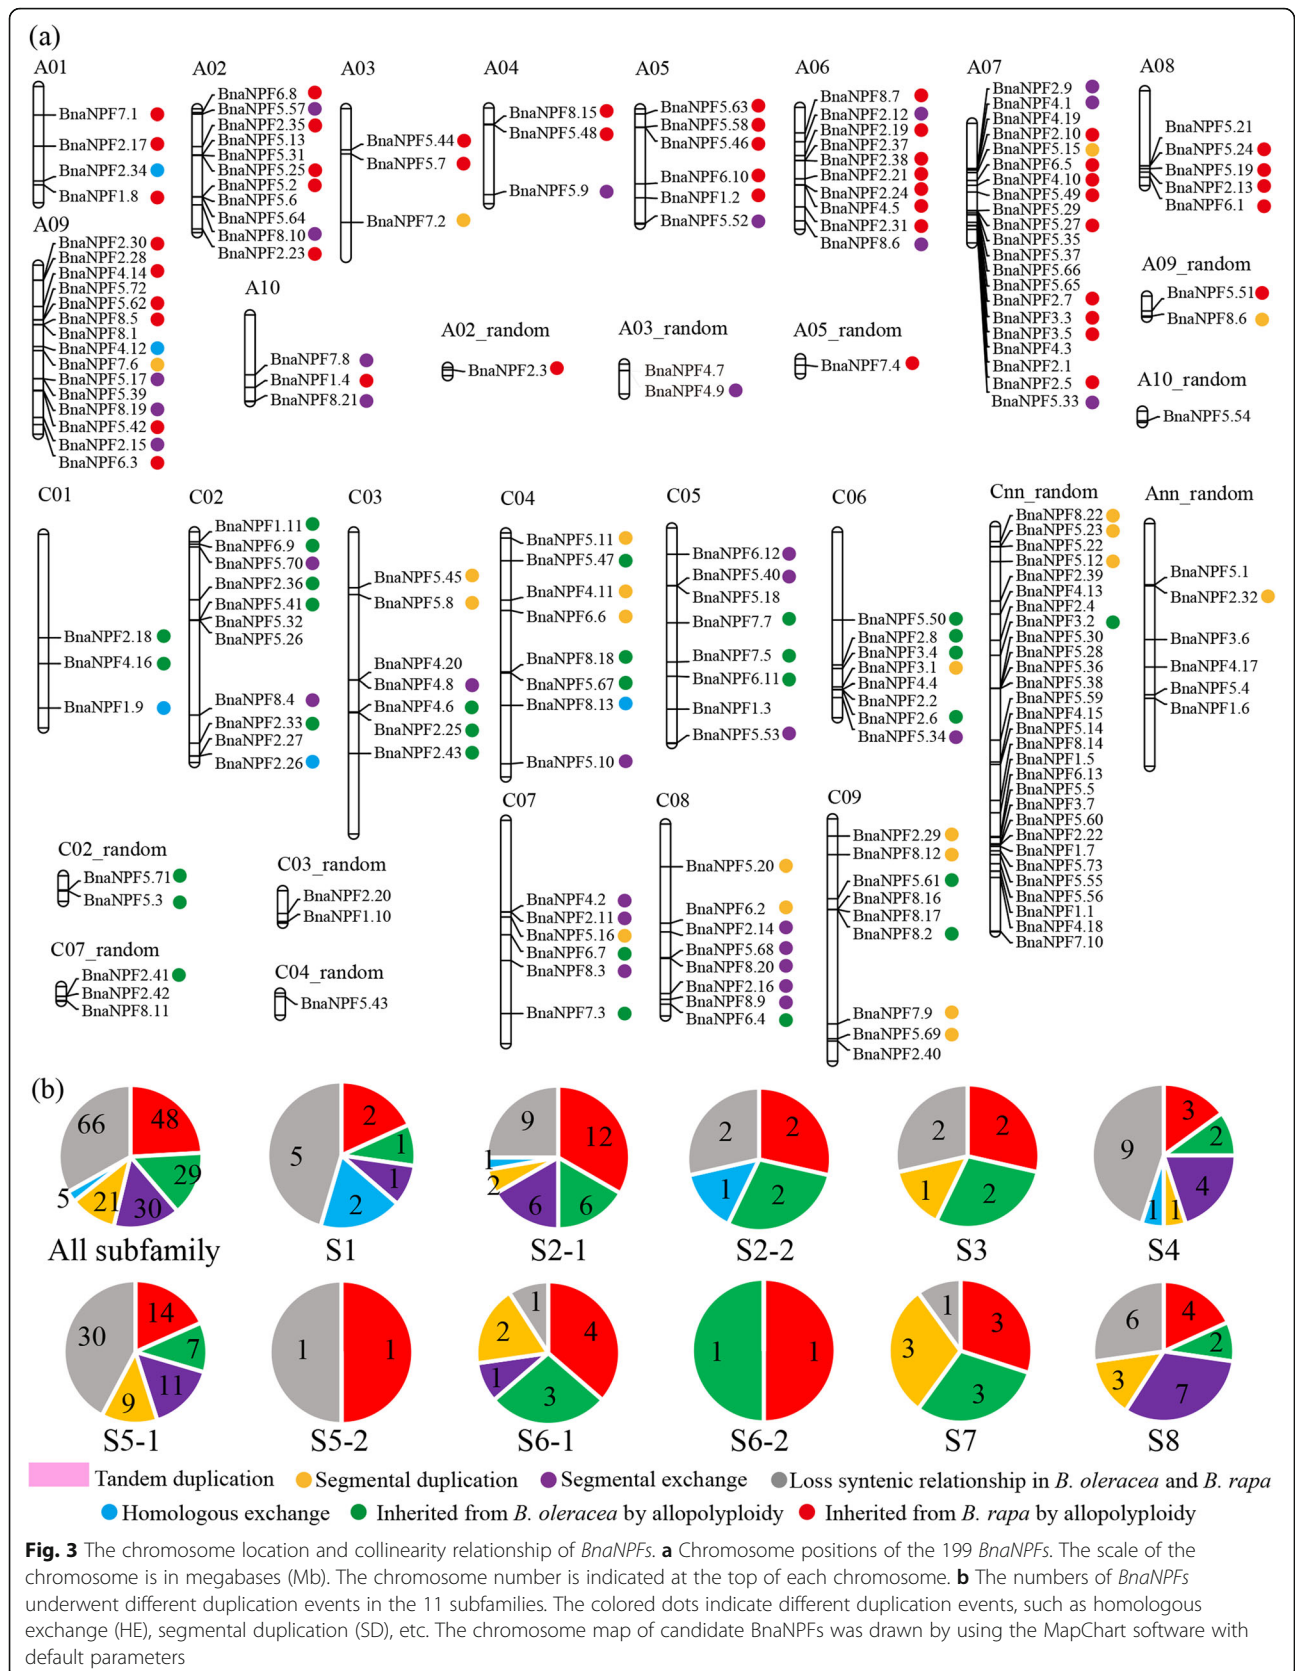 (a)
A01
BnaNPF7.1
BnaNPF2.17
BnaNPF2.34
BnaNPF1.8
A02
BnaNPF6.8
BnaNPF5.57
BnaNPF2.35
BnaNPF5.13
BnaNPF5.31
BnaNPF5.25
BnaNPF5.2
BnaNPF5.6
BnaNPF5.64
BnaNPF8.10
BnaNPF2.23
A03
BnaNPF5.44
BnaNPF5.7
BnaNPF7.2
A04
BnaNPF8.15
BnaNPF5.48
BnaNPF5.9
A05
BnaNPF5.63
BnaNPF5.58
BnaNPF5.46
BnaNPF6.10
BnaNPF1.2
BnaNPF5.52
A06
BnaNPF8.7
BnaNPF2.12
BnaNPF2.19
BnaNPF2.37
BnaNPF2.38
BnaNPF2.21
BnaNPF2.24
BnaNPF4.5
BnaNPF2.31
BnaNPF8.6
A07
BnaNPF2.9
BnaNPF4.1
BnaNPF4.19
BnaNPF2.10
BnaNPF5.15
BnaNPF6.5
BnaNPF4.10
BnaNPF5.49
BnaNPF5.29
BnaNPF5.27
BnaNPF5.35
BnaNPF5.37
BnaNPF5.66
BnaNPF5.65
BnaNPF2.7
BnaNPF3.3
BnaNPF3.5
BnaNPF4.3
BnaNPF2.1
BnaNPF2.5
BnaNPF5.33
A08
BnaNPF5.21
BnaNPF5.24
BnaNPF5.19
BnaNPF2.13
BnaNPF6.1
A09
BnaNPF2.30
BnaNPF2.28
BnaNPF4.14
BnaNPF5.72
BnaNPF5.62
BnaNPF8.5
BnaNPF8.1
BnaNPF4.12
BnaNPF7.6
BnaNPF5.17
BnaNPF5.39
BnaNPF8.19
BnaNPF5.42
BnaNPF2.15
BnaNPF6.3
A10
BnaNPF7.8
BnaNPF1.4
BnaNPF8.21
A02_random
BnaNPF2.3
A03_random
BnaNPF4.7
BnaNPF4.9
A05_random
BnaNPF7.4
A09_random
BnaNPF5.51
BnaNPF8.6
A10_random
BnaNPF5.54
C01
BnaNPF2.18
BnaNPF4.16
BnaNPF1.9
C02
BnaNPF1.11
BnaNPF6.9
BnaNPF5.70
BnaNPF2.36
BnaNPF5.41
BnaNPF5.32
BnaNPF5.26
BnaNPF8.4
BnaNPF2.33
BnaNPF2.27
BnaNPF2.26
C03
BnaNPF5.45
BnaNPF5.8
BnaNPF4.20
BnaNPF4.8
BnaNPF4.6
BnaNPF2.25
BnaNPF2.43
C04
BnaNPF5.11
BnaNPF5.47
BnaNPF4.11
BnaNPF6.6
BnaNPF8.18
BnaNPF5.67
BnaNPF8.13
BnaNPF5.10
C05
BnaNPF6.12
BnaNPF5.40
BnaNPF5.18
BnaNPF7.7
BnaNPF7.5
BnaNPF6.11
BnaNPF1.3
BnaNPF5.53
C06
BnaNPF5.50
BnaNPF2.8
BnaNPF3.4
BnaNPF3.1
BnaNPF4.4
BnaNPF2.2
BnaNPF2.6
BnaNPF5.34
Cnn_random
BnaNPF8.22
BnaNPF5.23
BnaNPF5.22
BnaNPF5.12
BnaNPF2.39
BnaNPF4.13
BnaNPF2.4
BnaNPF3.2
BnaNPF5.30
BnaNPF5.28
BnaNPF5.36
BnaNPF5.38
BnaNPF5.59
BnaNPF4.15
BnaNPF5.14
BnaNPF8.14
BnaNPF1.5
BnaNPF6.13
BnaNPF5.5
BnaNPF3.7
BnaNPF5.60
BnaNPF2.22
BnaNPF1.7
BnaNPF5.73
BnaNPF5.55
BnaNPF5.56
BnaNPF1.1
BnaNPF4.18
BnaNPF7.10
Ann_random
BnaNPF5.1
BnaNPF2.32
BnaNPF3.6
BnaNPF4.17
BnaNPF5.4
BnaNPF1.6
C02_random
BnaNPF5.71
BnaNPF5.3
C03_random
BnaNPF2.20
BnaNPF1.10
C07_random
BnaNPF2.41
BnaNPF2.42
BnaNPF8.11
C04_random
BnaNPF5.43
C07
BnaNPF4.2
BnaNPF2.11
BnaNPF5.16
BnaNPF6.7
BnaNPF8.3
BnaNPF7.3
C08
BnaNPF5.20
BnaNPF6.2
BnaNPF2.14
BnaNPF5.68
BnaNPF8.20
BnaNPF2.16
BnaNPF8.9
BnaNPF6.4
C09
BnaNPF2.29
BnaNPF8.12
BnaNPF5.61
BnaNPF8.16
BnaNPF8.17
BnaNPF8.2
BnaNPF7.9
BnaNPF5.69
BnaNPF2.40
(b)
66 48 29 30 21 5
All subfamily
5 2 1 1 2
S1
9 12 6 6 2 1
S2-1
2 2 2 1
S2-2
2 2 2 1
S3
9 3 2 4 1 1
S4
30 14 7 11 9
S5-1
1 1
S5-2
1 4 3 1 2
S6-1
1 1
S6-2
1 3 3 3
S7
6 4 2 7 3
S8
Tandem duplication Segmental duplication Segmental exchange Loss syntenic relationship in B. oleracea and B. rapa
Homologous exchange Inherited from B. oleracea by allopolyploidy Inherited from B. rapa by allopolyploidy
Fig. 3 The chromosome location and collinearity relationship of BnaNPFs. a Chromosome positions of the 199 BnaNPFs. The scale of the
chromosome is in megabases (Mb). The chromosome number is indicated at the top of each chromosome. b The numbers of BnaNPFs
underwent different duplication events in the 11 subfamilies. The colored dots indicate different duplication events, such as homologous
exchange (HE), segmental duplication (SD), etc. The chromosome map of candidate BnaNPFs was drawn by using the MapChart software with
default parameters